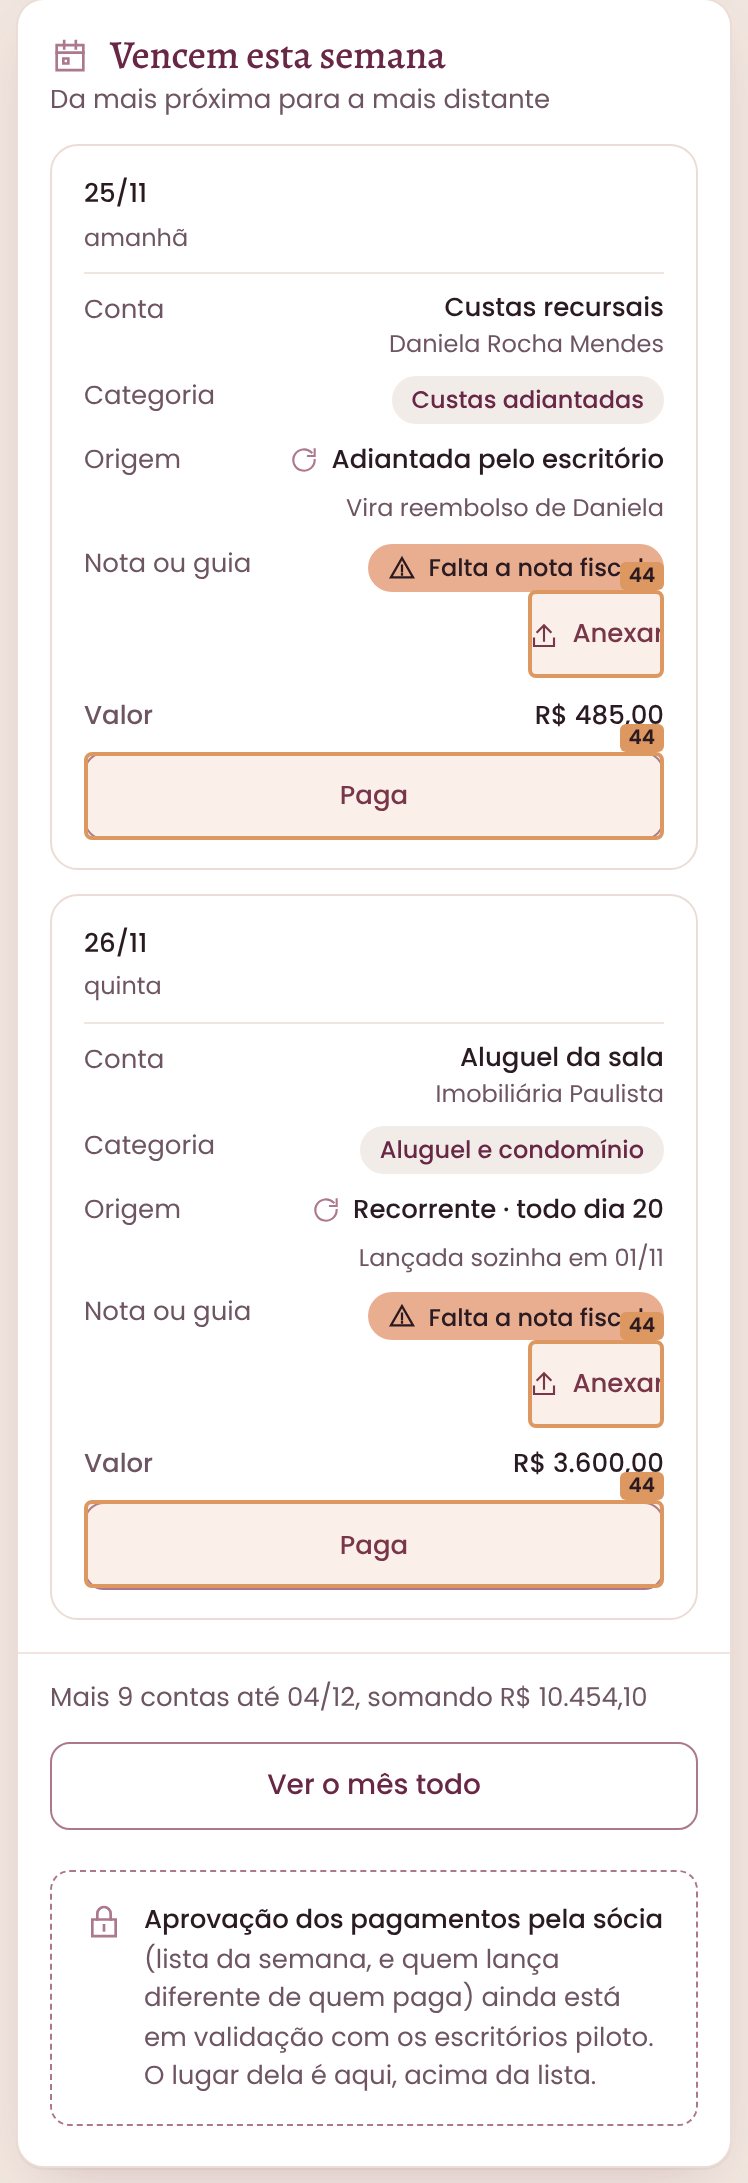 Vencem esta semana
Da mais próxima para a mais distante
25/11
amanhã
Conta
Custas recursais
Daniela Rocha Mendes
Categoria
Custas adiantadas
Origem
Adiantada pelo escritório
Vira reembolso de Daniela
Nota ou guia
Falta a nota
44
Anexar
Valor
R$ 485,00
44
Paga
26/11
quinta
Conta
Aluguel da sala
Imobiliária Paulista
Categoria
Aluguel e condomínio
Origem
Recorrente · todo dia 20
Lançada sozinha em 01/11
Nota ou guia
Falta a nota
44
Anexar
Valor
R$ 3.600,00
44
Paga
Mais 9 contas até 04/12, somando R$ 10.454,10
Ver o mês todo
Aprovação dos pagamentos pela sócia
(lista da semana, e quem lança
diferente de quem paga) ainda está
em validação com os escritórios piloto.
O lugar dela é aqui, acima da lista.